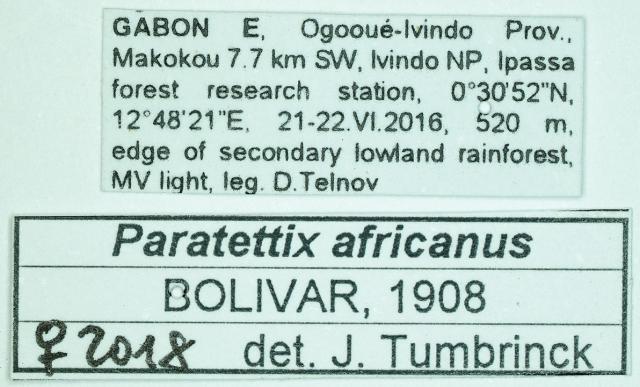 GABON E, Ogooué-Ivindo Prov.,
Makokou 7.7 km SW, Ivindo NP, Ipassa
forest research station, 0°30'52"N,
12°48'21"E, 21-22.VI.2016, 520 m,
edge of secondary lowland rainforest,
MV light, leg. D.Telnov
Paratettix africanus
BOLIVAR, 1908
♀ 2018 det. J. Tumbrinck